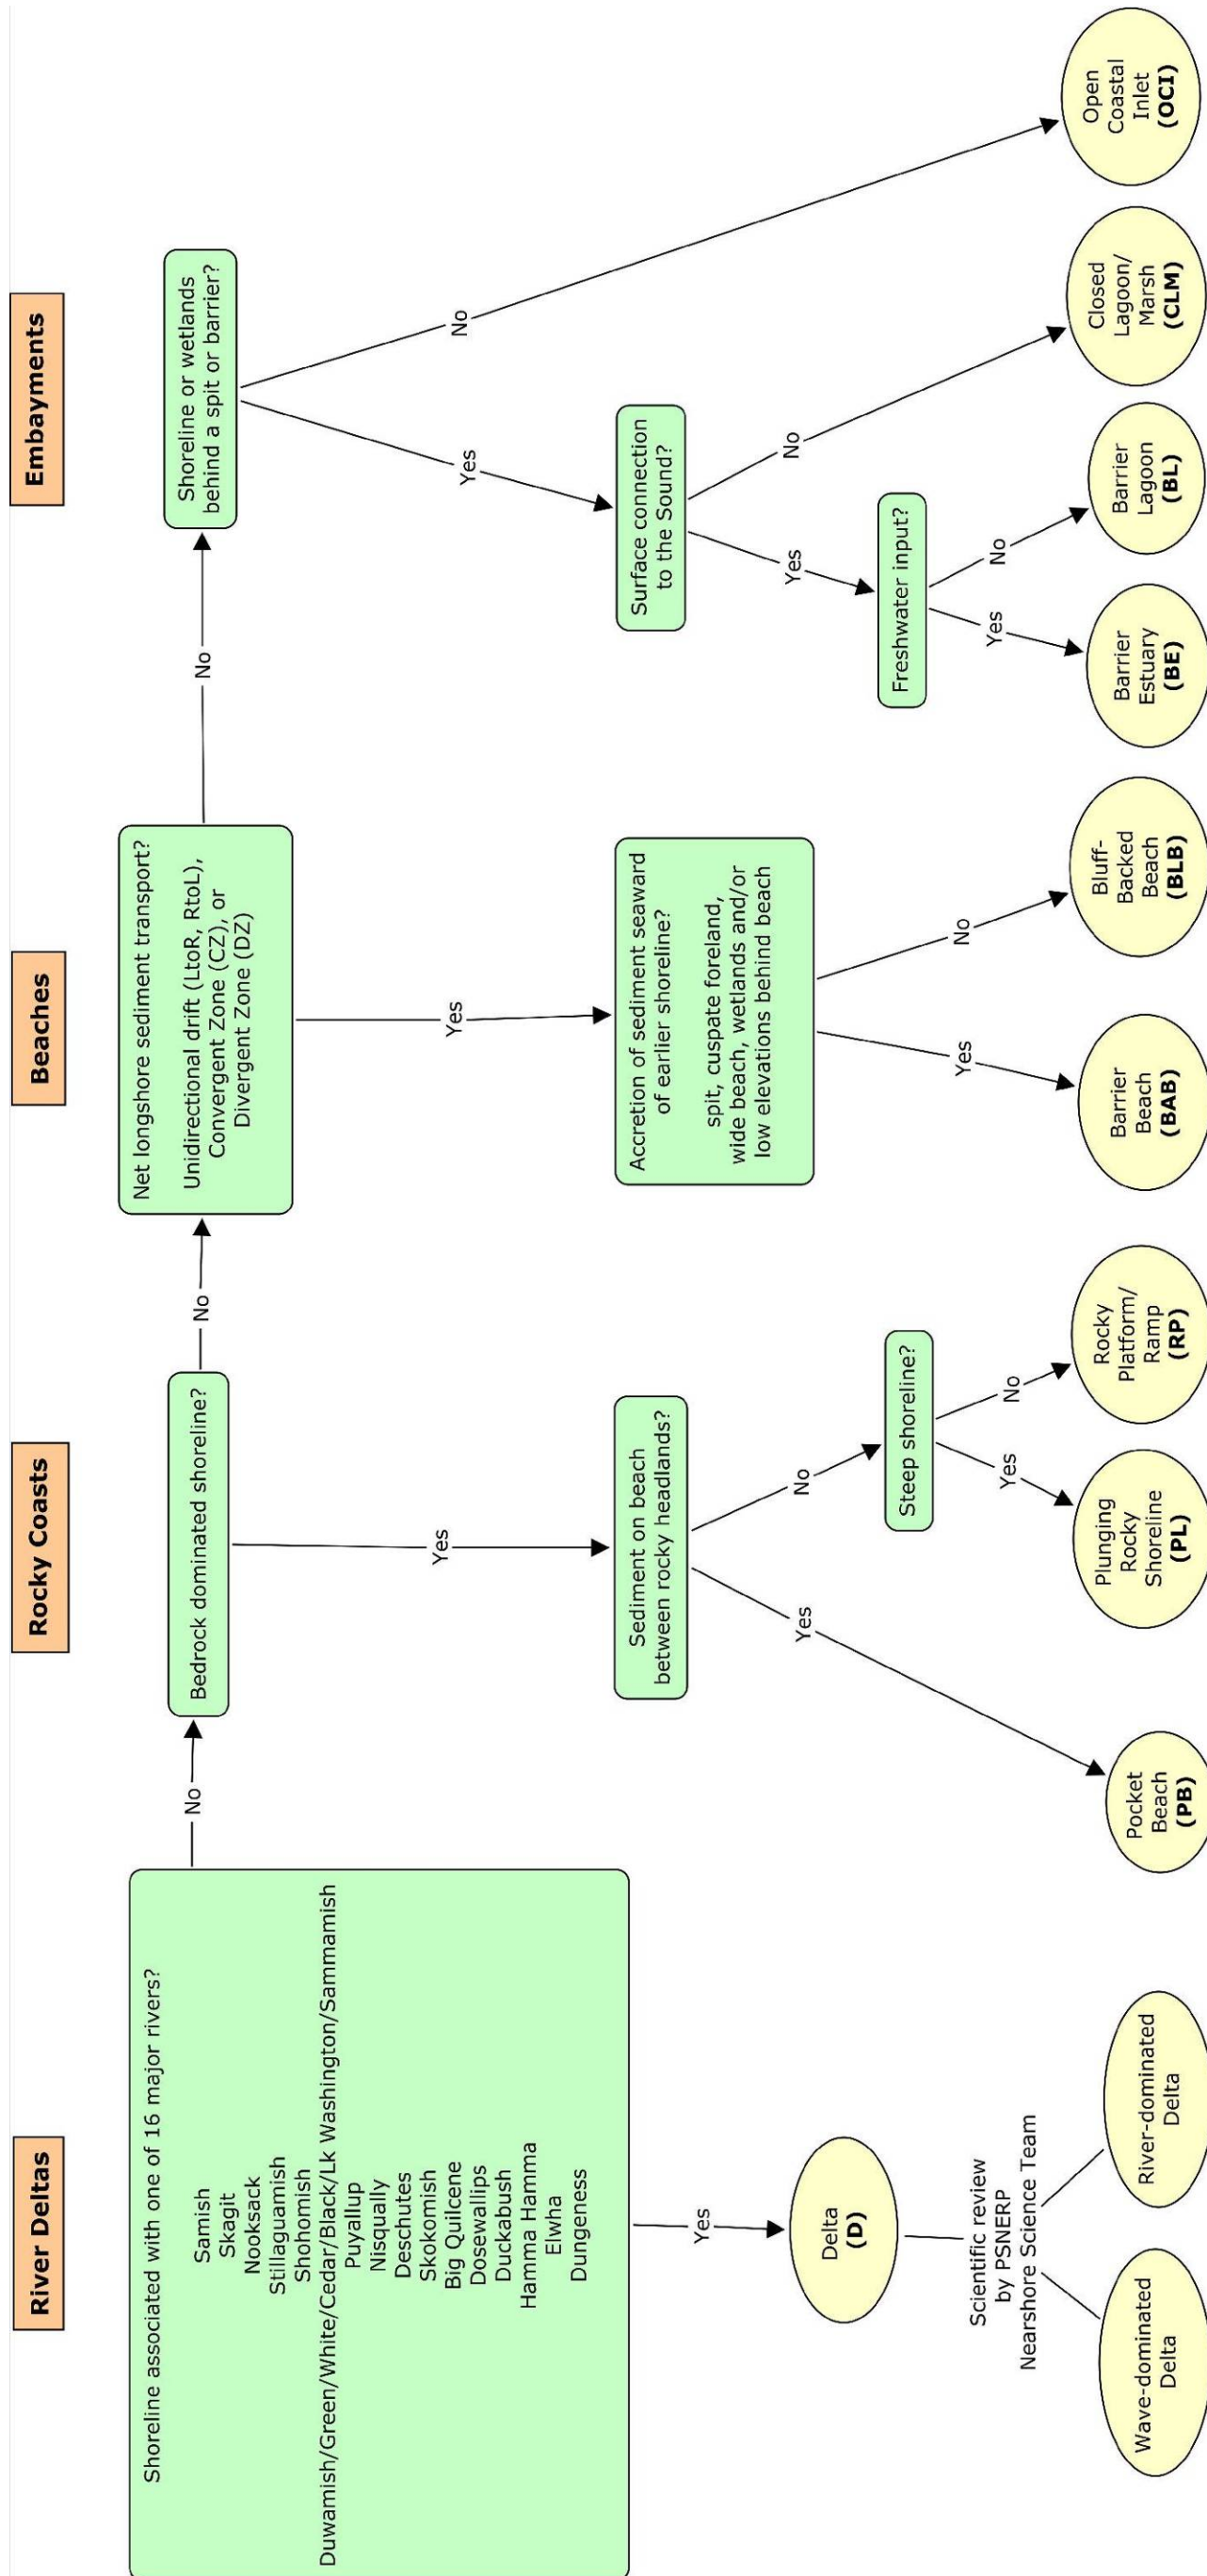 River Deltas
Rocky Coasts
Beaches
Embayments
Shoreline associated with one of 16 major rivers?
Samish
Skagit
Nooksack
Stillaguamish
Shohomish
Duwamish/Green/White/Cedar/Black/Lk Washington/Sammamish
Puyallup
Nisqually
Deschutes
Skokomish
Big Quilcene
Dosewallips
Duckabush
Hamma Hamma
Elwha
Dungeness
No
Yes
Delta
(D)
Scientific review
by PSNERP
Nearshore Science Team
Wave-dominated
Delta
River-dominated
Delta
Bedrock dominated shoreline?
No
Yes
Sediment on beach
between rocky headlands?
Yes
No
Steep shoreline?
Yes
No
Pocket
Beach
(PB)
Plunging
Rocky
Shoreline
(PL)
Rocky
Platform/
Ramp
(RP)
Net longshore sediment transport?
Unidirectional drift (LtoR, RtoL),
Convergent Zone (CZ), or
Divergent Zone (DZ)
No
Yes
Accretion of sediment seaward
of earlier shoreline?
spit, cuspate foreland,
wide beach, wetlands and/or
low elevations behind beach
Yes
No
Barrier
Beach
(BAB)
Bluff-
Backed
Beach
(BLB)
Shoreline or wetlands
behind a spit or barrier?
Yes
No
Surface connection
to the Sound?
Yes
No
Freshwater input?
Yes
No
Barrier
Estuary
(BE)
Barrier
Lagoon
(BL)
Closed
Lagoon/
Marsh
(CLM)
Open
Coastal
Inlet
(OCI)